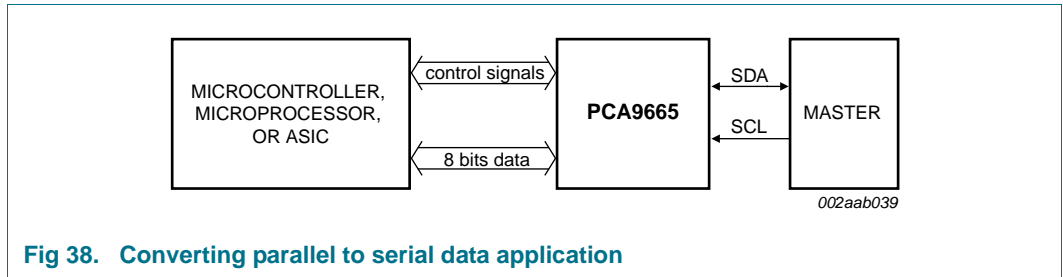 MICROCONTROLLER,
MICROPROCESSOR,
OR ASIC
control signals
8 bits data
PCA9665
SDA
SCL
MASTER
002aab039
Fig 38. Converting parallel to serial data application